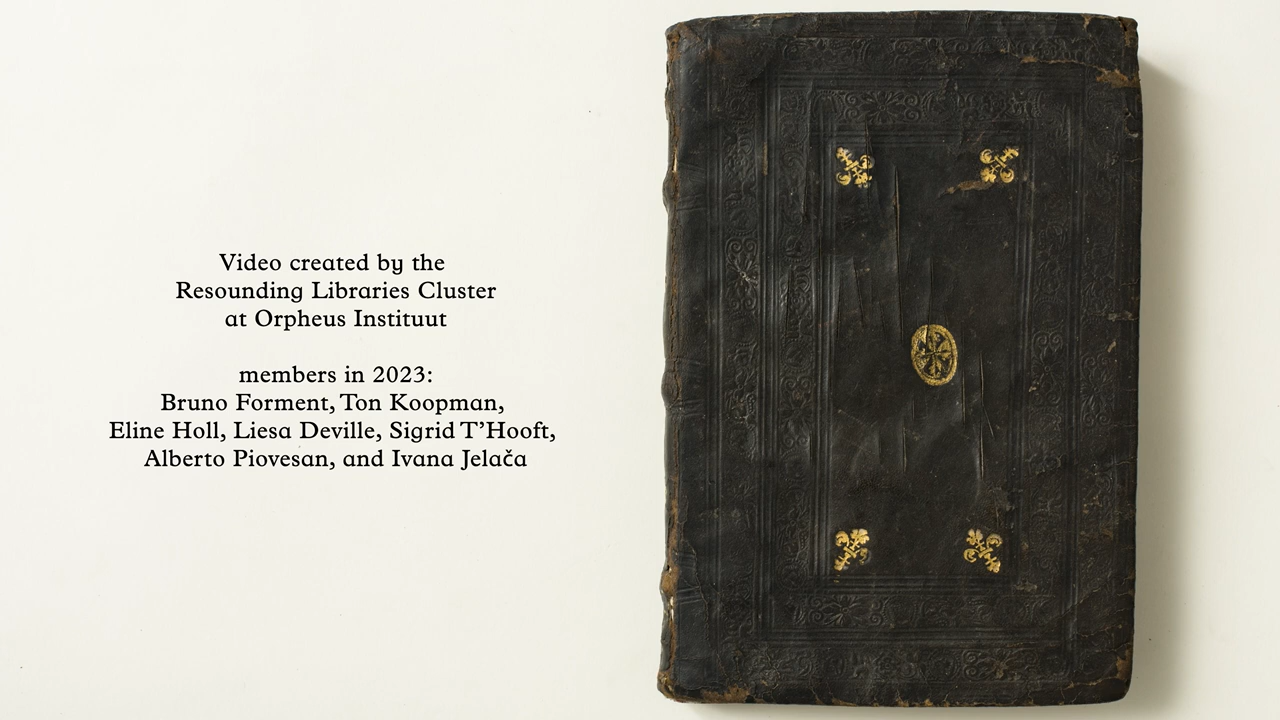 Video created by the
Resounding Libraries Cluster
at Orpheus Instituut
members in 2023:
Bruno Forment, Ton Koopman,
Eline Holl, Liesa Deville, Sigrid T'Hooft,
Alberto Piovesan, and Ivana Jelača